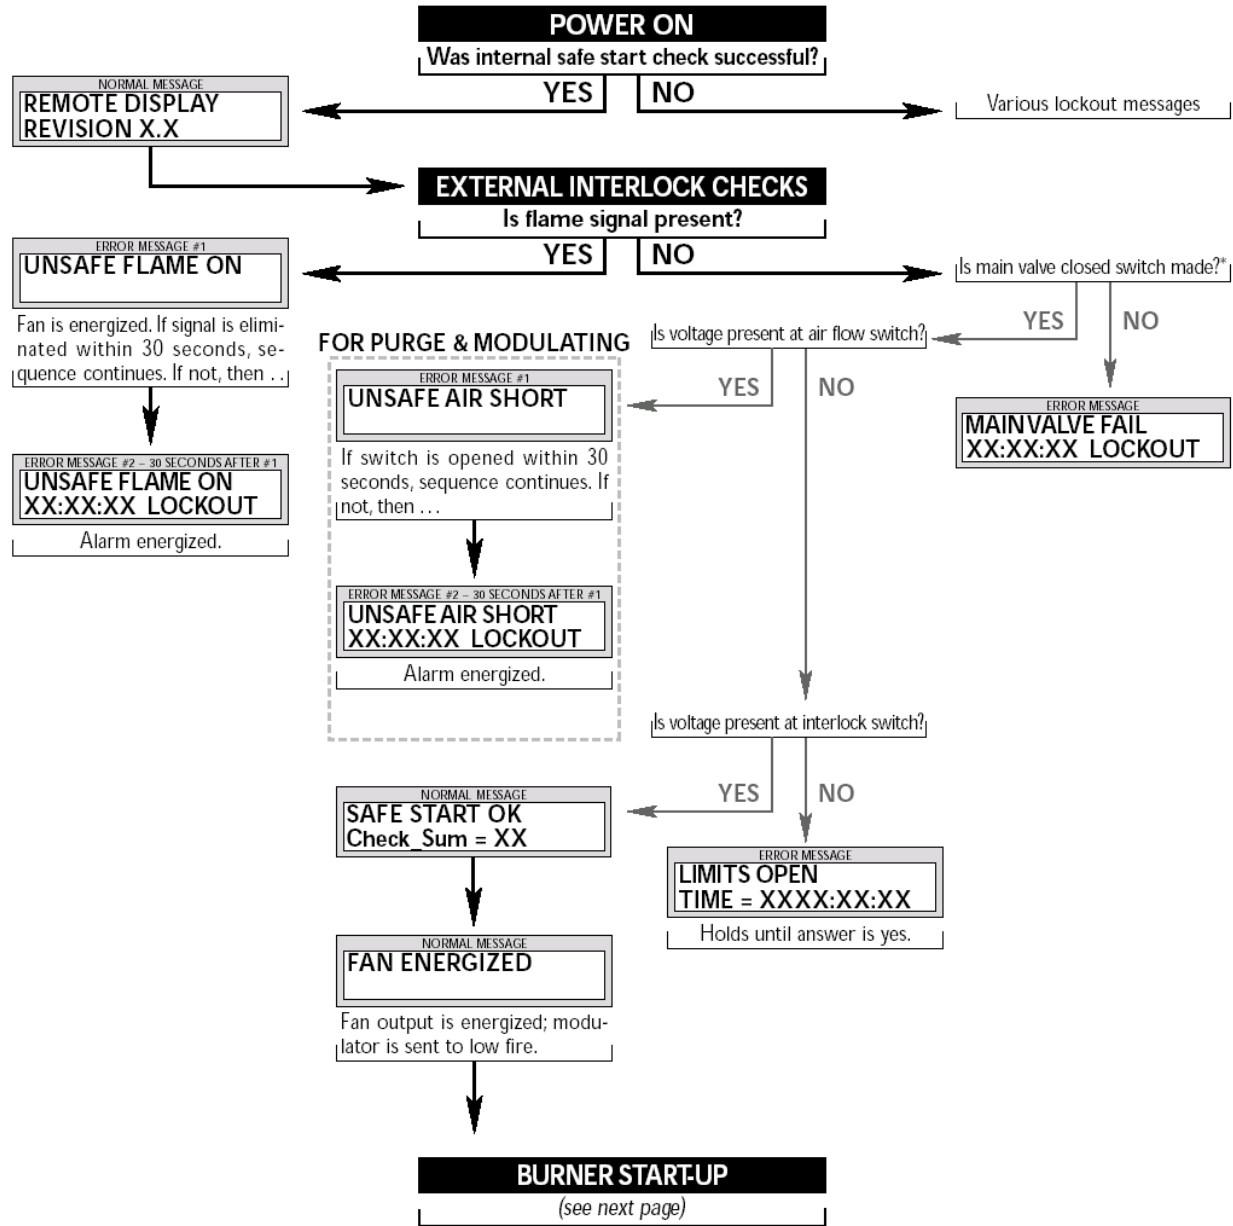 POWER ON
Was internal safe start check successful?
YES
NO
NORMAL MESSAGE
REMOTE DISPLAY
REVISION X.X
Various lockout messages
EXTERNAL INTERLOCK CHECKS
Is flame signal present?
YES
NO
ERROR MESSAGE #1
UNSAFE FLAME ON
Fan is energized. If signal is elimi-
nated within 30 seconds, se-
quence continues. If not, then . .
ERROR MESSAGE #2 – 30 SECONDS AFTER #1
UNSAFE FLAME ON
XX:XX:XX LOCKOUT
Alarm energized.
Is main valve closed switch made?*
YES
NO
ERROR MESSAGE
MAIN VALVE FAIL
XX:XX:XX LOCKOUT
Is voltage present at air flow switch?
YES
NO
FOR PURGE & MODULATING
ERROR MESSAGE #1
UNSAFE AIR SHORT
If switch is opened within 30
seconds, sequence continues. If
not, then . . .
ERROR MESSAGE #2 – 30 SECONDS AFTER #1
UNSAFE AIR SHORT
XX:XX:XX LOCKOUT
Alarm energized.
Is voltage present at interlock switch?
YES
NO
NORMAL MESSAGE
SAFE START OK
Check_Sum = XX
ERROR MESSAGE
LIMITS OPEN
TIME = XXXX:XX:XX
Holds until answer is yes.
NORMAL MESSAGE
FAN ENERGIZED
Fan output is energized; modu-
lator is sent to low fire.
BURNER START-UP
(see next page)